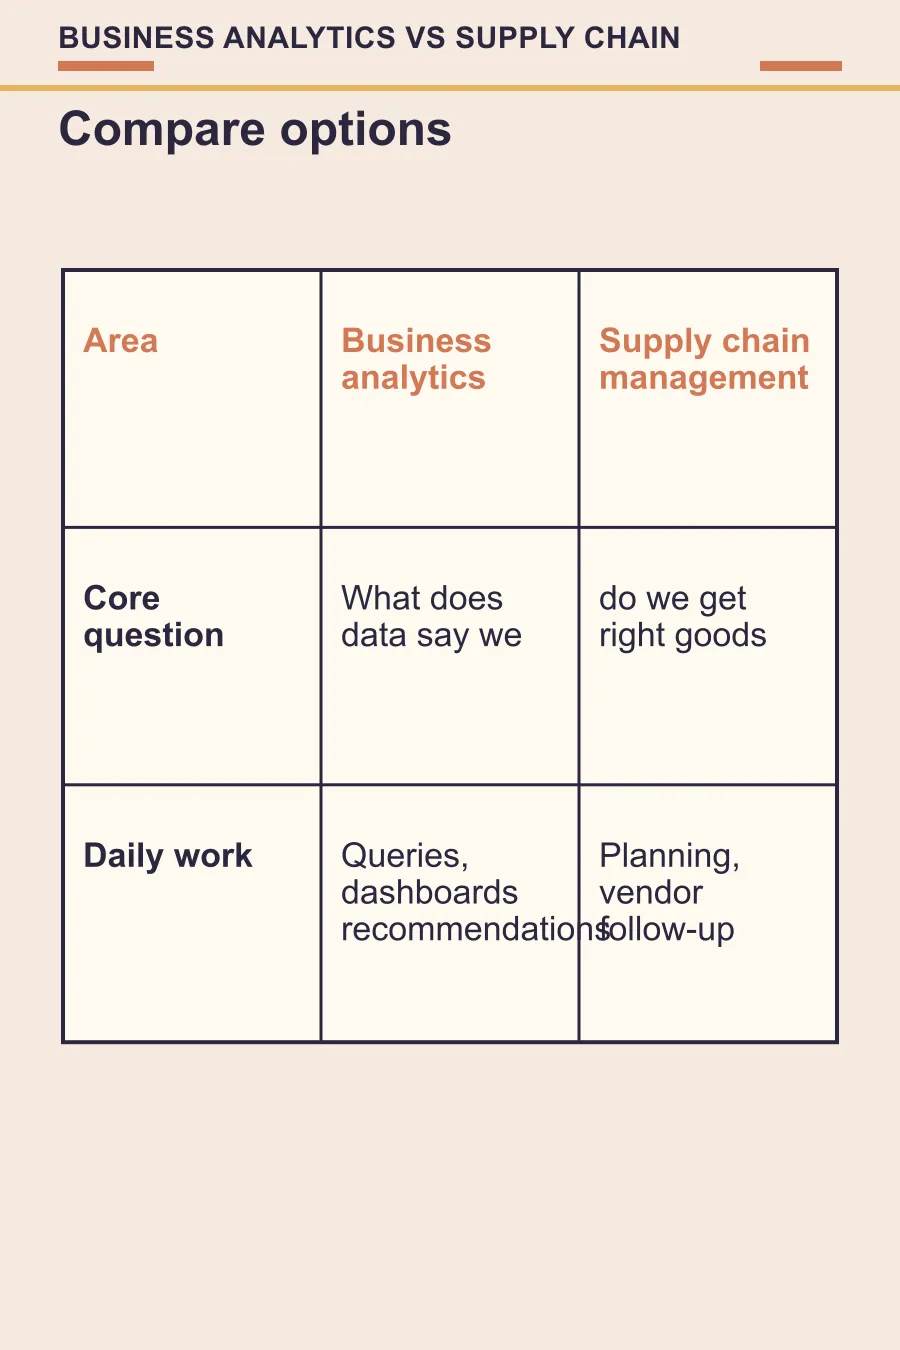 BUSINESS ANALYTICS VS SUPPLY CHAIN
Compare options
Area
Business
analytics
Supply chain
management
Core
question
What does
data say we
do we get
right goods
Daily work
Queries,
dashboards
recommendations
Planning,
vendor
follow-up